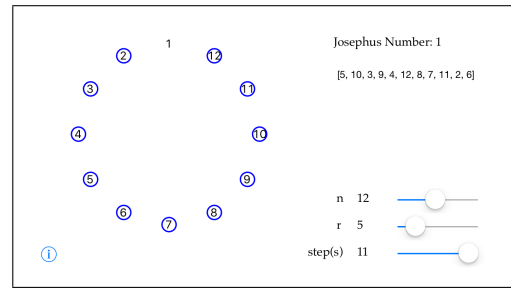 1
2
12
3
11
4
10
5
9
6
8
7
Josephus Number: 1
[5, 10, 3, 9, 4, 12, 8, 7, 11, 2, 6]
n 12
r 5
step(s) 11
i